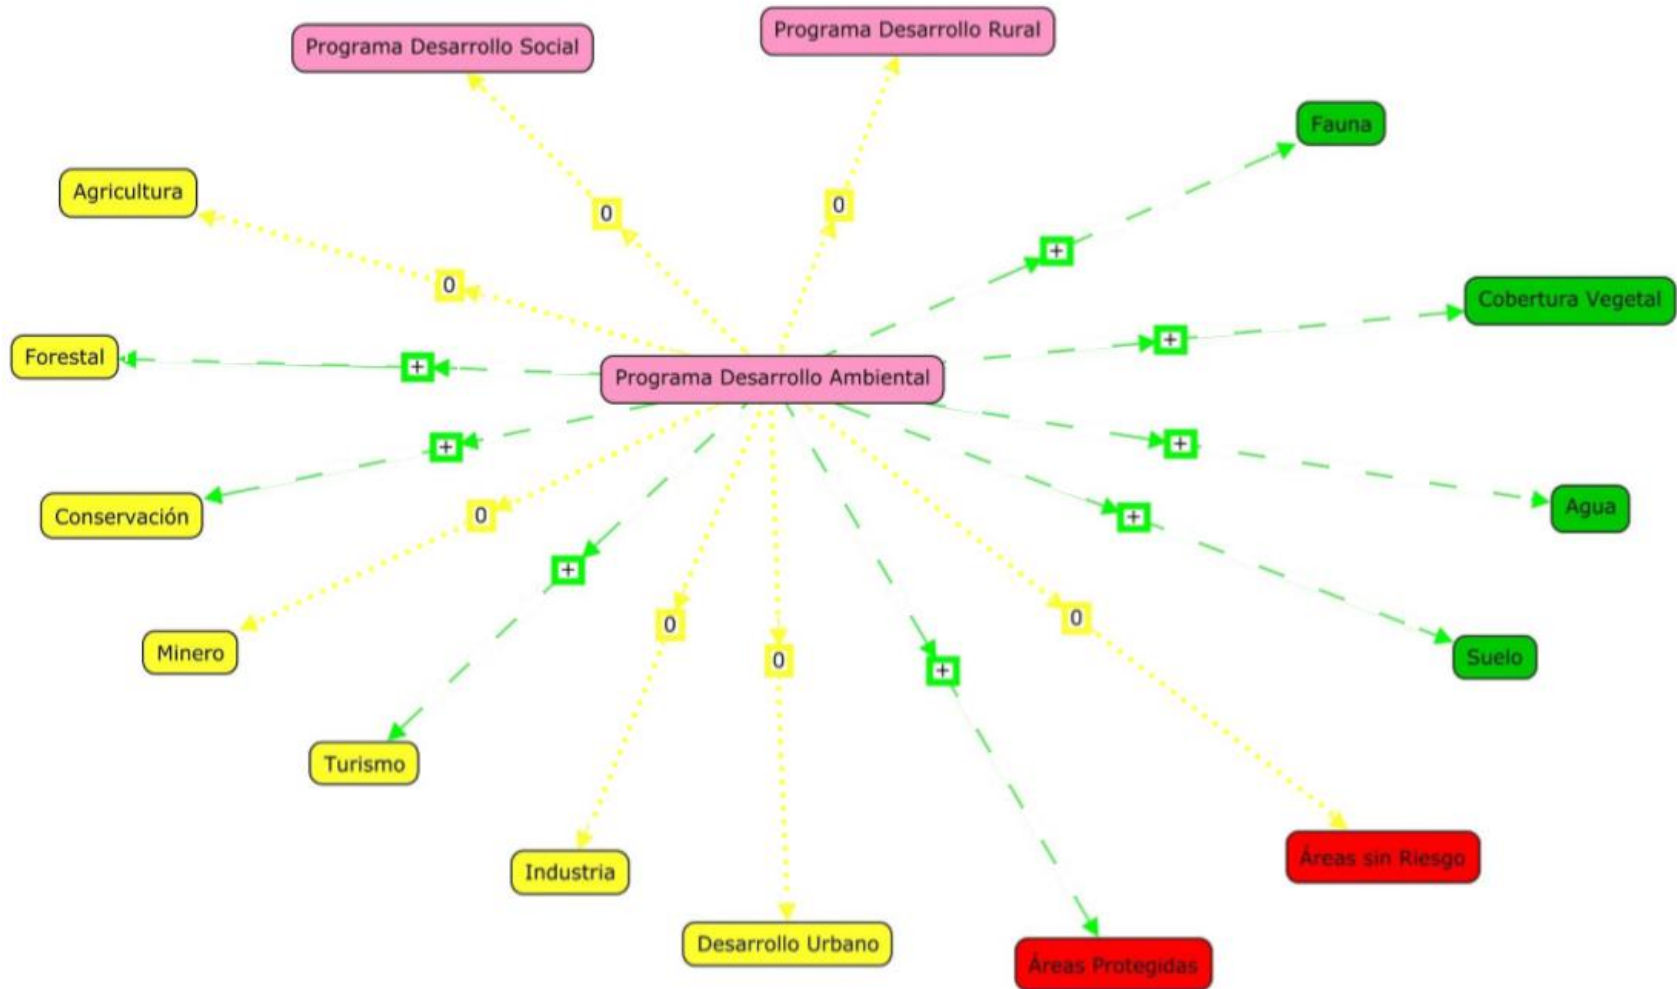 Programa Desarrollo Rural
Programa Desarrollo Social
Fauna
Agricultura
0
0
+
0
Cobertura Vegetal
+
Forestal
+
Programa Desarrollo Ambiental
+
+
Agua
Conservación
0
+
+
0
0
Minero
Suelo
0
+
Turismo
Áreas sin Riesgo
Industria
Desarrollo Urbano
Áreas Protegidas